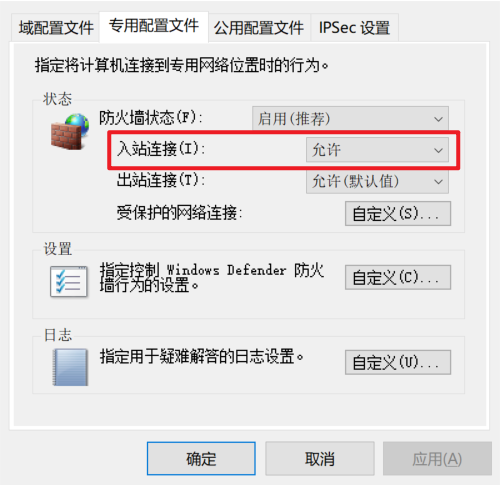 域配置文件 专用配置文件 公用配置文件 IPSec 设置
指定将计算机连接到专用网络位置时的行为。
状态
防火墙状态(F): 启用(推荐)
入站连接(I): 允许
出站连接(T): 允许(默认值)
受保护的网络连接: 自定义(S)...
设置
指定控制 Windows Defender 防火
墙行为的设置。
自定义(C)...
日志
指定用于疑难解答的日志设置。 自定义(U)...
确定 取消 应用(A)